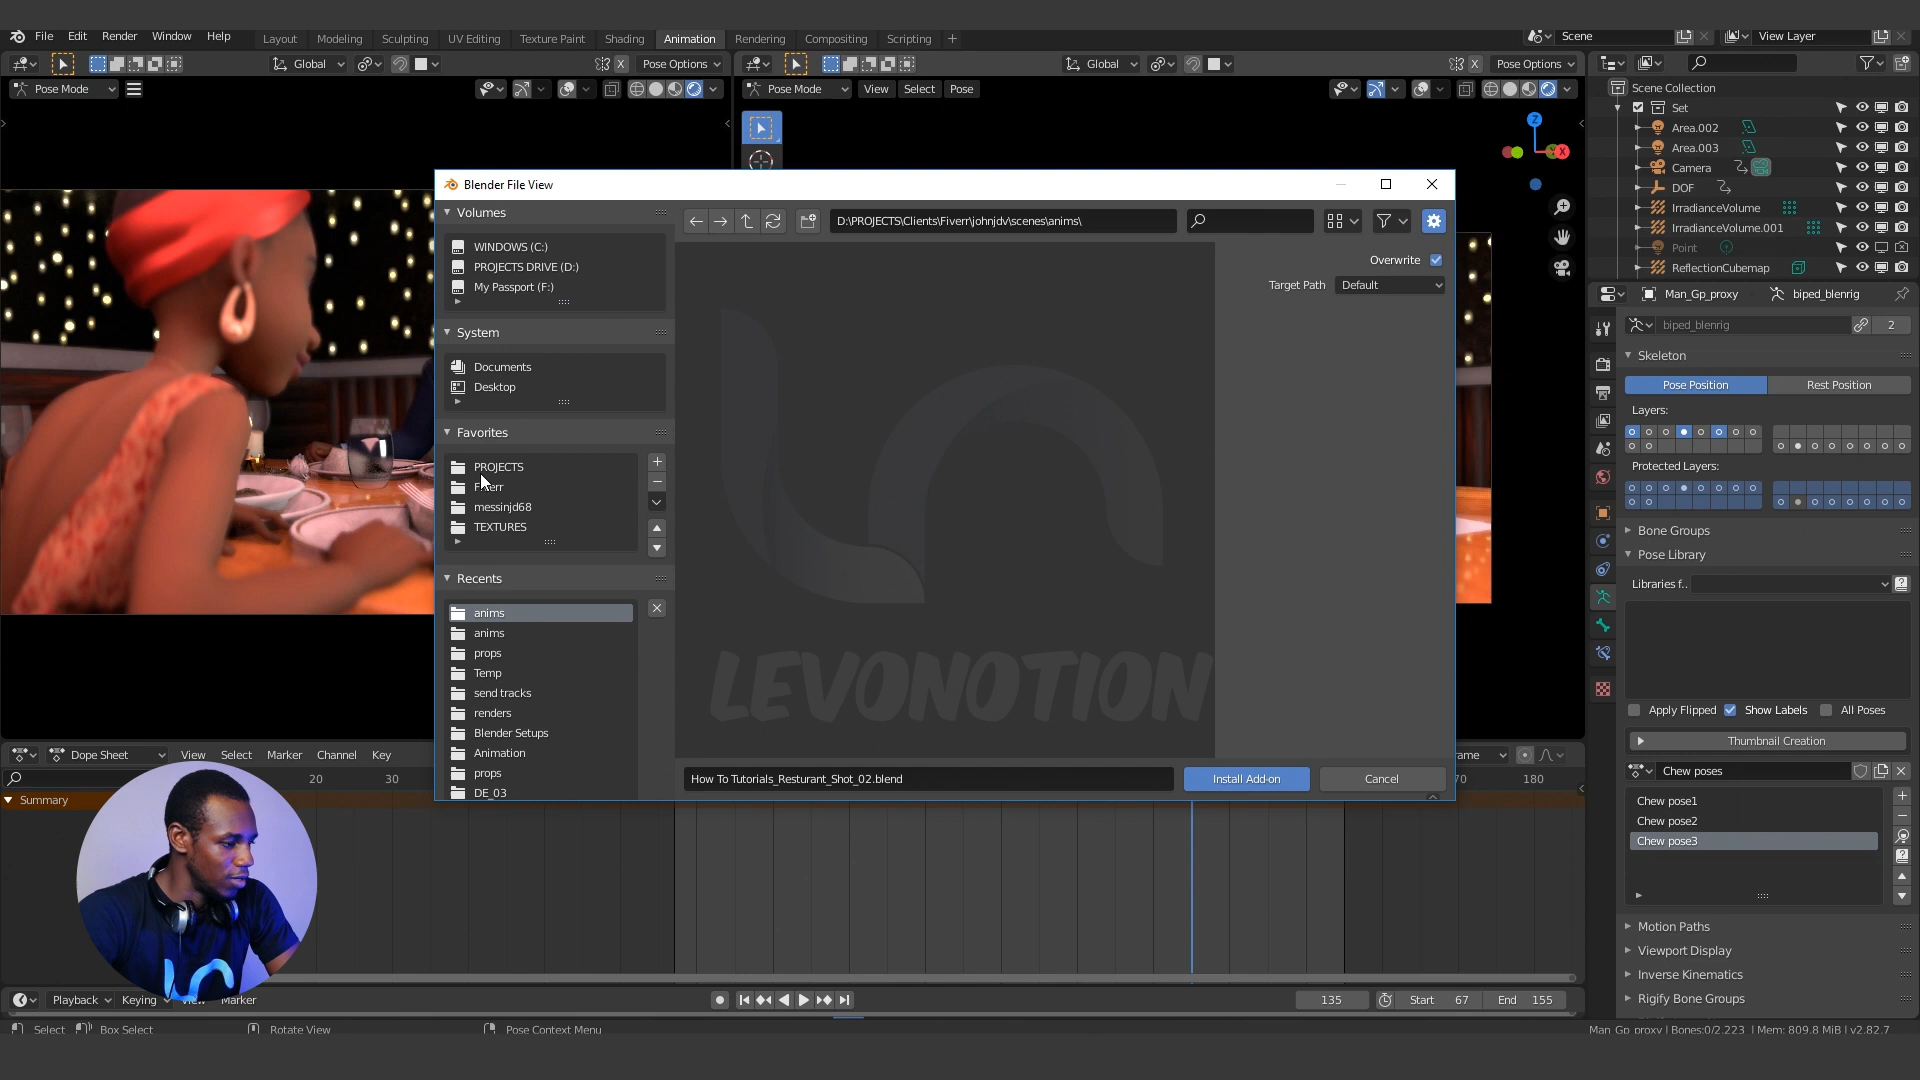 File Edit Render Window Help Layout Modeling Sculpting UV Editing Texture Paint Shading Animation Rendering Compositing Scripting + Scene View Layer
Global X Pose Options Global X Pose Options
Pose Mode Pose Mode View Select Pose
Scene Collection
Set
Area.002
Area.003
Camera
DOF
IrradianceVolume
IrradianceVolume.001
Point
ReflectionCubemap
Z
X
Blender File View
Volumes
WINDOWS (C:)
PROJECTS DRIVE (D:)
My Passport (F:)
System
Documents
Desktop
Favorites
PROJECTS
Fiverr
messinjd68
TEXTURES
Recents
anims
anims
props
Temp
send tracks
renders
Blender Setups
Animation
props
DE_03
D:\PROJECTS\Clients\Fiverr\johnjdv\scenes\anims\
Overwrite
Target Path Default
LEVONOTION
How To Tutorials_Resturant_Shot_02.blend Install Add-on Cancel
Man_Gp_proxy biped_blenrig
biped_blenrig 2
Skeleton
Pose Position Rest Position
Layers:
Protected Layers:
Bone Groups
Pose Library
Libraries f..
Apply Flipped Show Labels All Poses
Thumbnail Creation
Chew poses
Chew pose1
Chew pose2
Chew pose3
Motion Paths
Viewport Display
Inverse Kinematics
Rigify Bone Groups
Dope Sheet View Select Marker Channel Key
20 30 180
Summary
Playback Keying View Marker 135 Start 67 End 155
Select Box Select Rotate View Pose Context Menu Man_Gp_proxy | Bones:0/2,223 | Mem: 809.8 MiB | v2.82.7